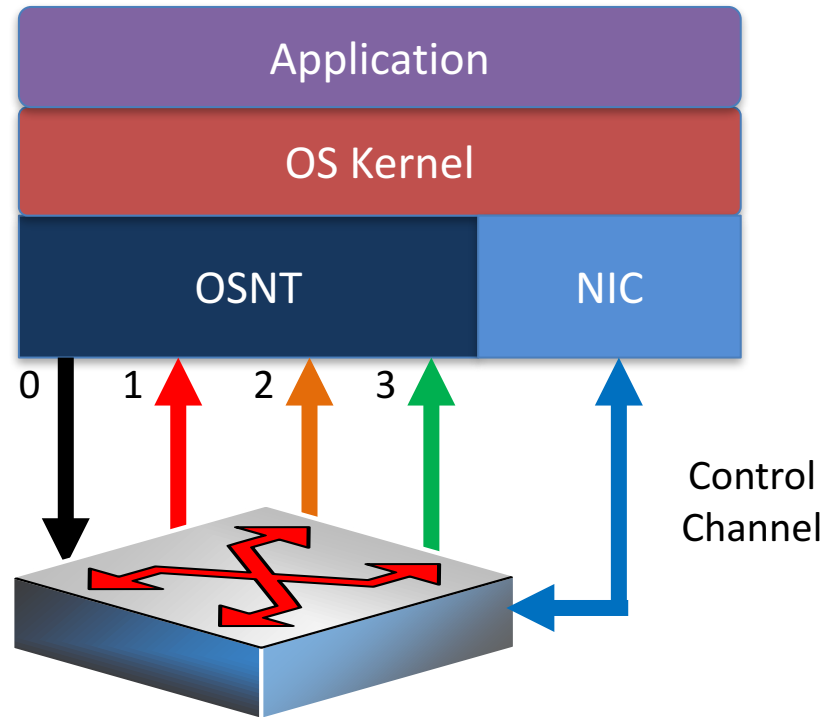 Application
OS Kernel
OSNT
NIC
0
1
2
3
Control
Channel